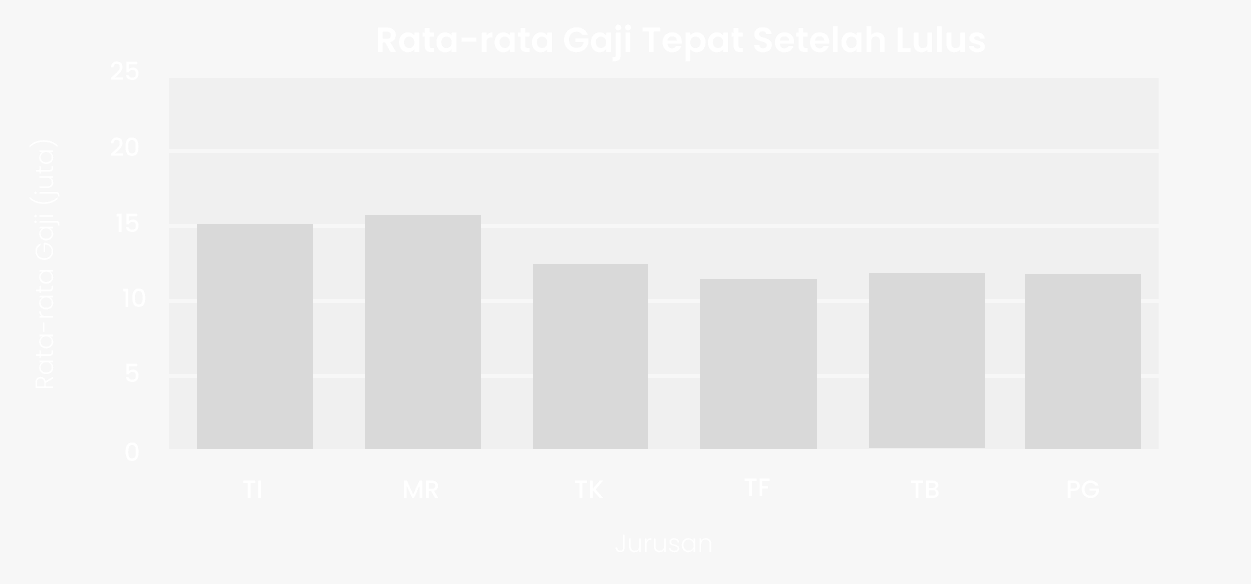 Rata-rata Gaji Tepat Setelah Lulus
25
20
15
10
5
0
Rata-rata Gaji (juta)
TI
MR
TK
TF
TB
PG
Jurusan